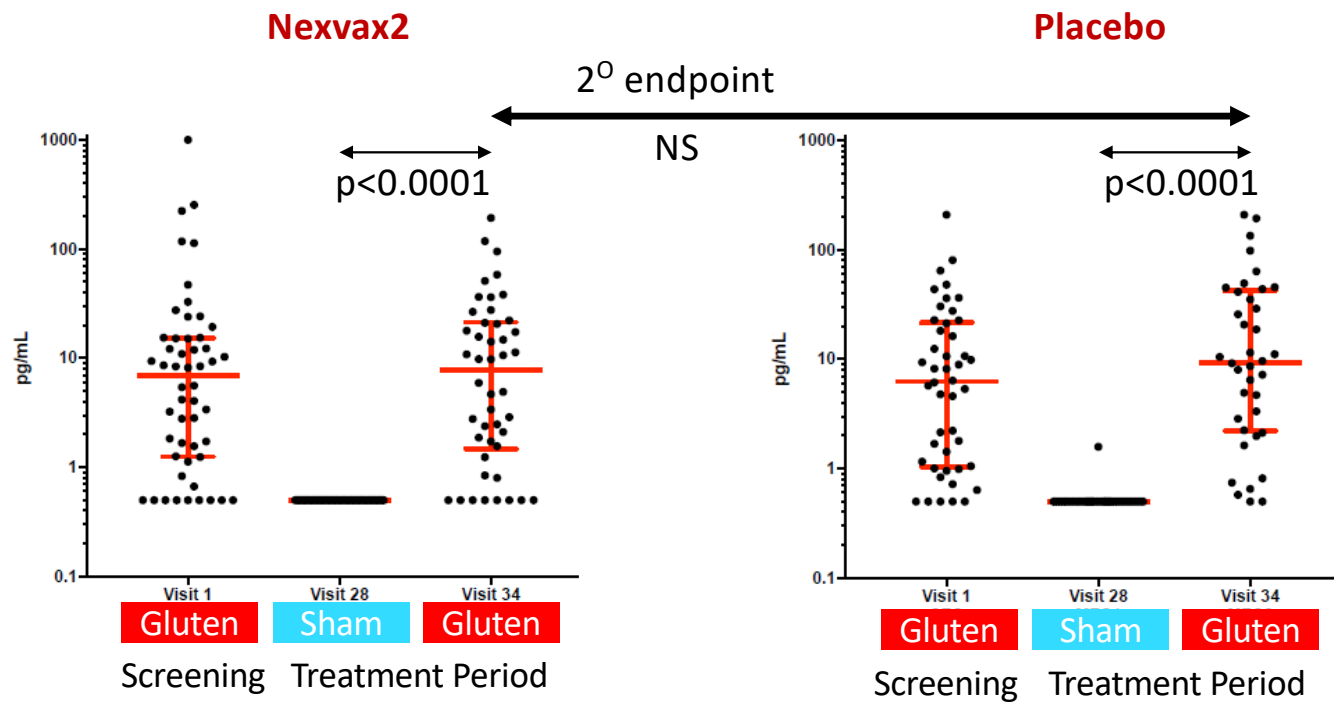 Nexvax2
Placebo
2ᴼ endpoint
NS
p<0.0001
p<0.0001
pg/mL
1000
100
10
1
0.1
Visit 1
Visit 28
Visit 34
Gluten
Sham
Gluten
Screening
Treatment Period
pg/mL
1000
100
10
1
0.1
Visit 1
Visit 28
Visit 34
Gluten
Sham
Gluten
Screening
Treatment Period